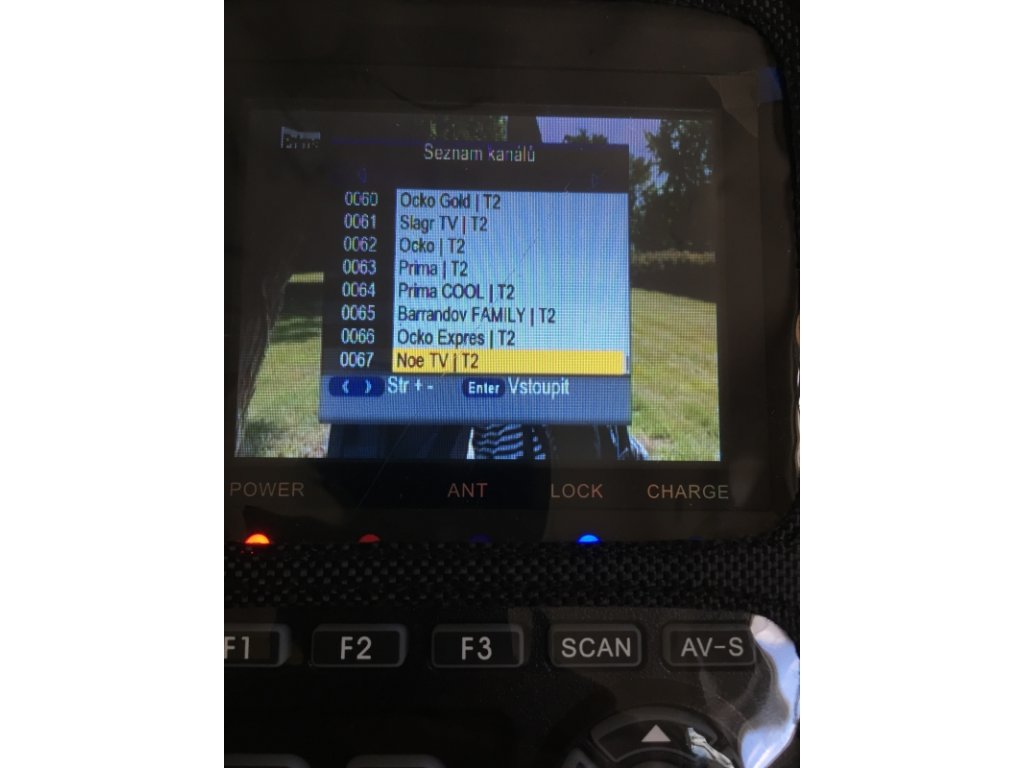 Seznam kanálů
0060 Ocko Gold | T2
0061 Slagr TV | T2
0062 Ocko | T2
0063 Prima | T2
0064 Prima COOL | T2
0065 Barrandov FAMILY | T2
0066 Ocko Expres | T2
0067 Noe TV | T2
《 》 Str + - Enter Vstoupit
POWER ANT LOCK CHARGE
F1 F2 F3 SCAN AV-S